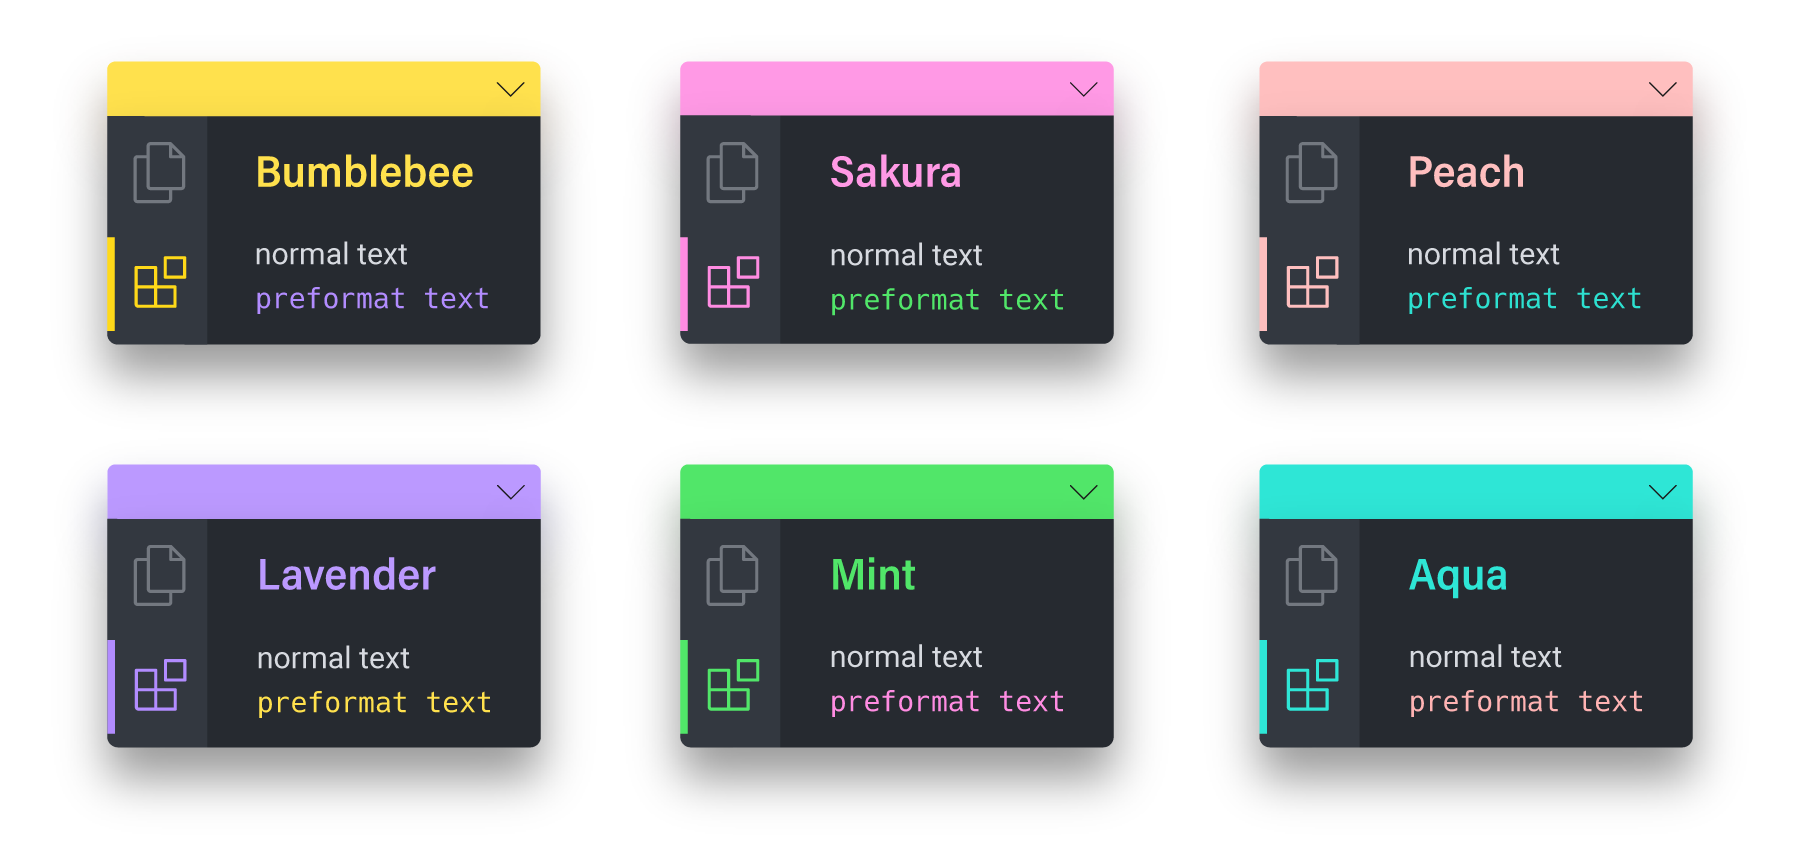 Bumblebee
normal text
preformat text
Sakura
normal text
preformat text
Peach
normal text
preformat text
Lavender
normal text
preformat text
Mint
normal text
preformat text
Aqua
normal text
preformat text